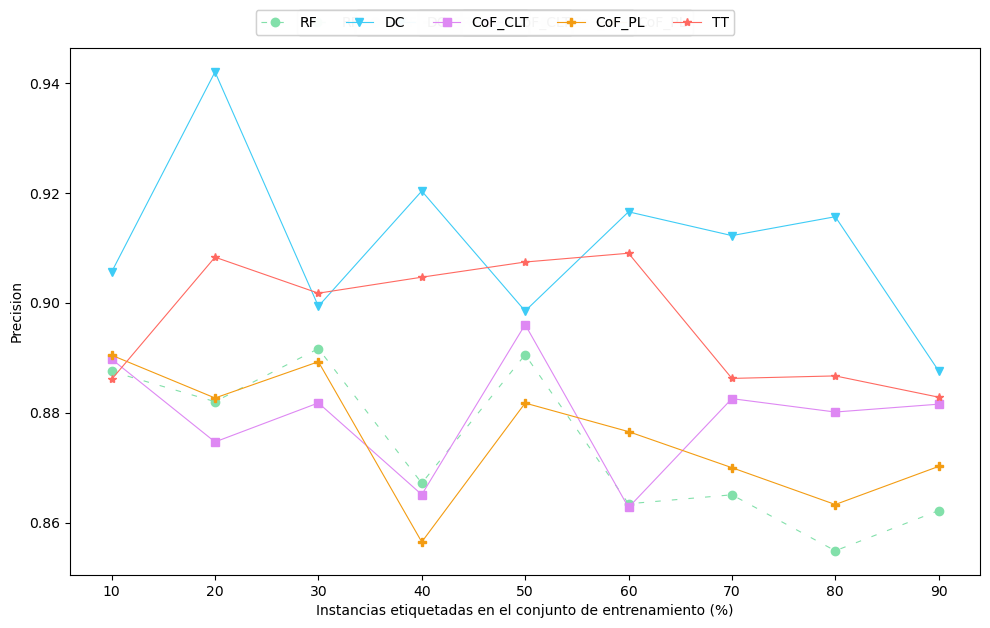 RF DC CoF_CLT CoF_PL TT
0.94
0.92
0.90
0.88
0.86
Precision
10 20 30 40 50 60 70 80 90
Instancias etiquetadas en el conjunto de entrenamiento (%)